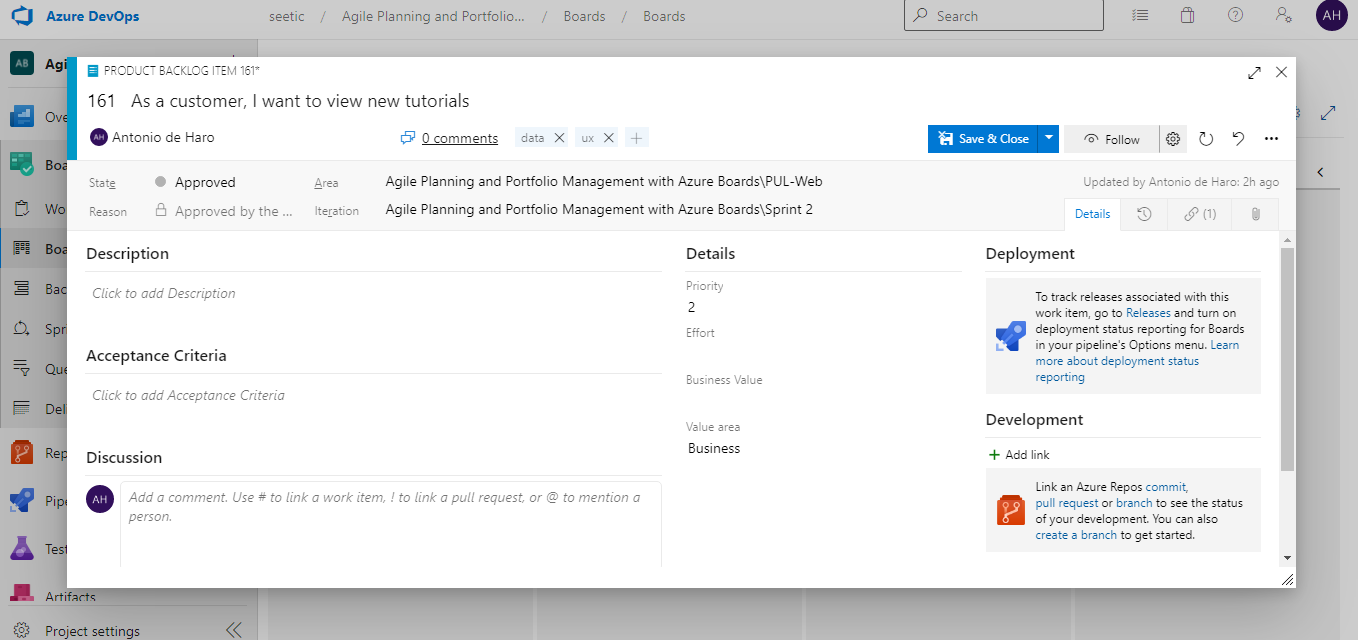 Azure DevOps
seetic / Agile Planning and Portfolio... / Boards / Boards
Search
AH
AB Agi
PRODUCT BACKLOG ITEM 161*
161 As a customer, I want to view new tutorials
AH Antonio de Haro
0 comments
data
ux
Save & Close
Follow
State
Approved
Area
Agile Planning and Portfolio Management with Azure Boards\PUL-Web
Updated by Antonio de Haro: 2h ago
Reason
Approved by the ...
Iteration
Agile Planning and Portfolio Management with Azure Boards\Sprint 2
Details
(1)
Description
Click to add Description
Acceptance Criteria
Click to add Acceptance Criteria
Discussion
AH
Add a comment. Use # to link a work item, ! to link a pull request, or @ to mention a
person.
Details
Priority
2
Effort
Business Value
Value area
Business
Deployment
To track releases associated with this
work item, go to Releases and turn on
deployment status reporting for Boards
in your pipeline's Options menu. Learn
more about deployment status
reporting
Development
+ Add link
Link an Azure Repos commit,
pull request or branch to see the status
of your development. You can also
create a branch to get started.
Ove
Boa
Wo
Boa
Bac
Spri
Que
Deli
Rep
Pipe
Test
Artifacts
Project settings